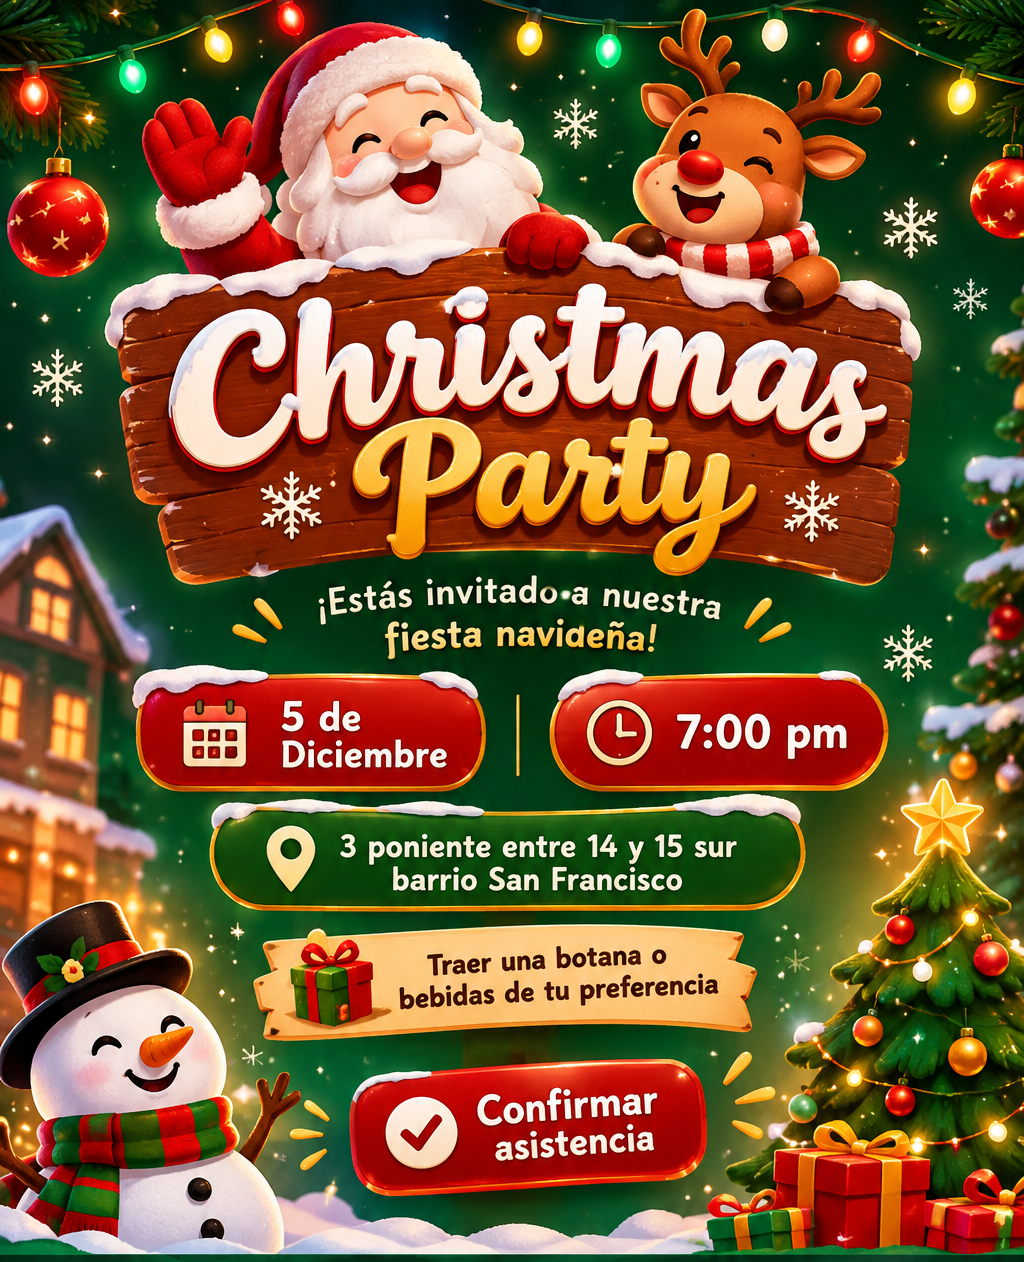 Christmas
Party
¡Estás invitado a nuestra
fiesta navideña!
5 de
Diciembre
7:00 pm
3 poniente entre 14 y 15 sur
barrio San Francisco
Traer una botana o
bebidas de tu preferencia
Confirmar
asistencia